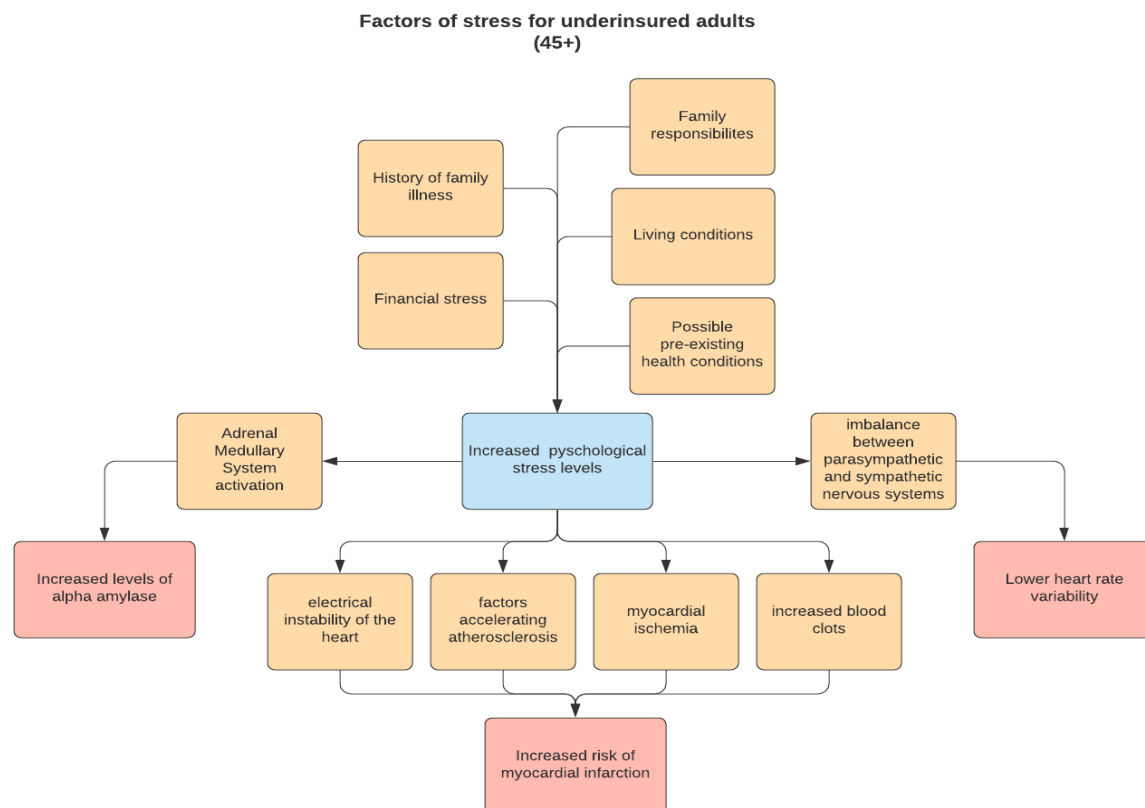 Factors of stress for underinsured adults
(45+)
Family
responsibilites
History of family
illness
Living conditions
Financial stress
Possible
pre-existing
health conditions
Adrenal
Medullary
System
activation
Increased  pyschological
stress levels
imbalance
between
parasympathetic
and sympathetic
nervous systems
Increased levels of
alpha amylase
electrical
instability of the
heart
factors
accelerating
atherosclerosis
myocardial
ischemia
increased blood
clots
Lower heart rate
variability
Increased risk of
myocardial infarction